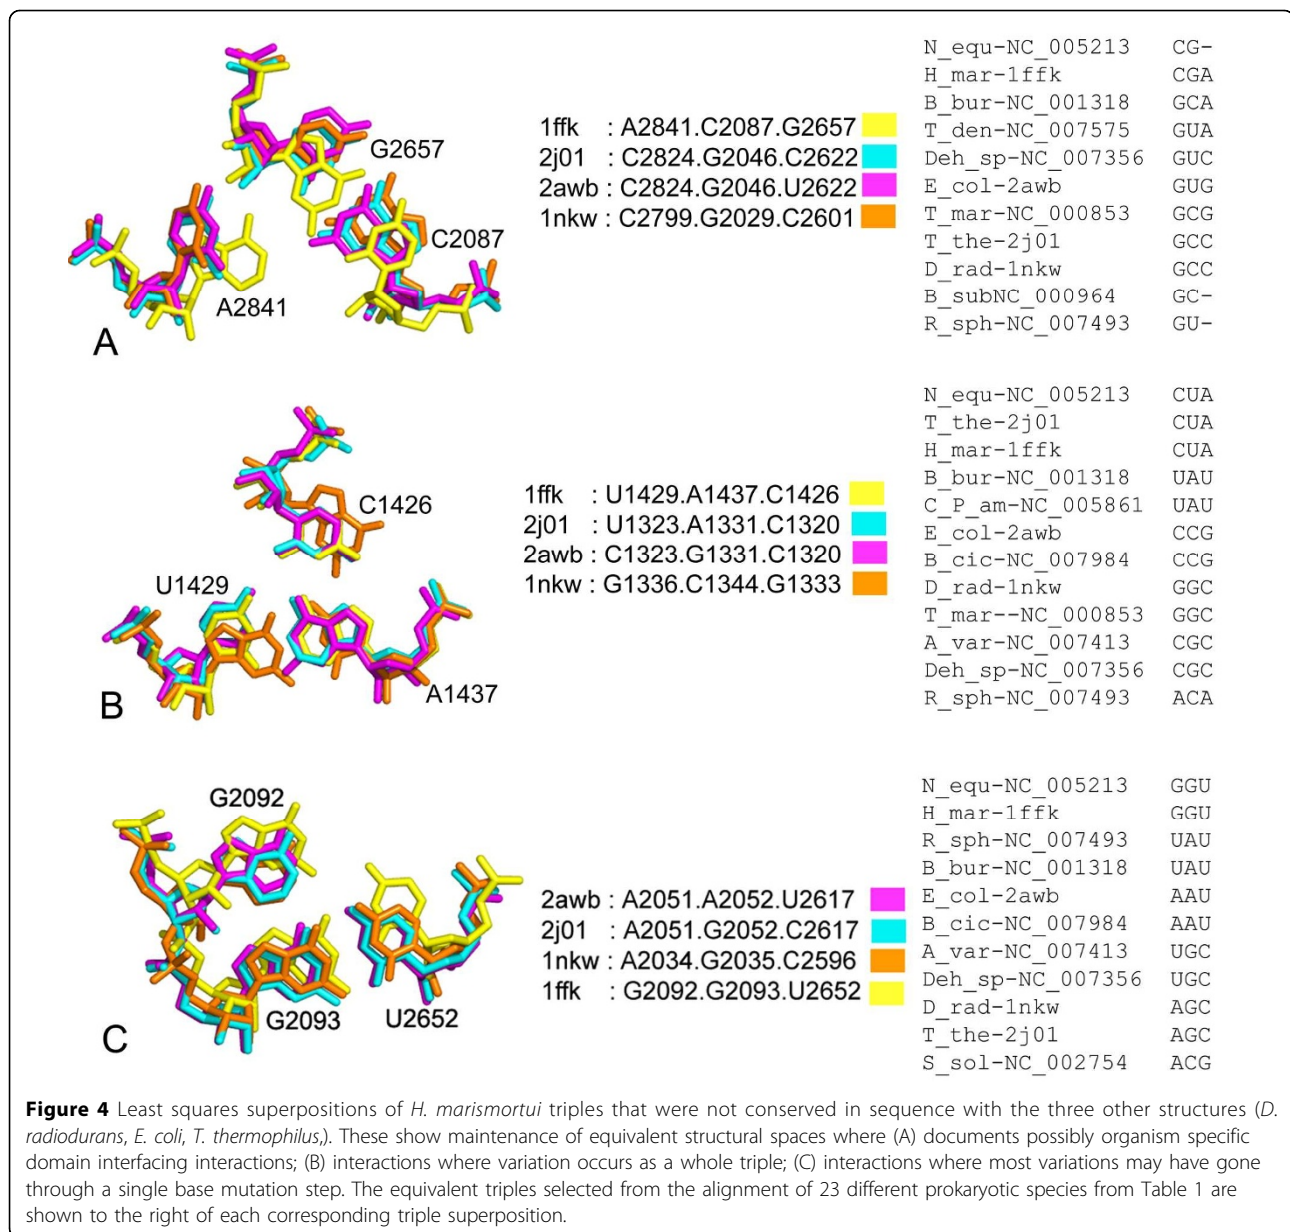 G2657
C2087
A2841
A
1ffk : A2841.C2087.G2657
2j01 : C2824.G2046.C2622
2awb : C2824.G2046.U2622
1nkw : C2799.G2029.C2601
N_equ-NC_005213 CG-
H_mar-1ffk CGA
B_bur-NC_001318 GCA
T_den-NC_007575 GUA
Deh_sp-NC_007356 GUC
E_col-2awb GUG
T_mar-NC_000853 GCG
T_the-2j01 GCC
D_rad-1nkw GCC
B_subNC_000964 GC-
R_sph-NC_007493 GU-
C1426
U1429
A1437
B
1ffk : U1429.A1437.C1426
2j01 : U1323.A1331.C1320
2awb : C1323.G1331.C1320
1nkw : G1336.C1344.G1333
N_equ-NC_005213 CUA
T_the-2j01 CUA
H_mar-1ffk CUA
B_bur-NC_001318 UAU
C_P_am-NC_005861 UAU
E_col-2awb CCG
B_cic-NC_007984 CCG
D_rad-1nkw GGC
T_mar--NC_000853 GGC
A_var-NC_007413 CGC
Deh_sp-NC_007356 CGC
R_sph-NC_007493 ACA
G2092
G2093
U2652
C
2awb : A2051.A2052.U2617
2j01 : A2051.G2052.C2617
1nkw : A2034.G2035.C2596
1ffk : G2092.G2093.U2652
N_equ-NC_005213 GGU
H_mar-1ffk GGU
R_sph-NC_007493 UAU
B_bur-NC_001318 UAU
E_col-2awb AAU
B_cic-NC_007984 AAU
A_var-NC_007413 UGC
Deh_sp-NC_007356 UGC
D_rad-1nkw AGC
T_the-2j01 AGC
S_sol-NC_002754 ACG
Figure 4 Least squares superpositions of H. marismortui triples that were not conserved in sequence with the three other structures (D.
radiodurans, E. coli, T. thermophilus,). These show maintenance of equivalent structural spaces where (A) documents possibly organism specific
domain interfacing interactions; (B) interactions where variation occurs as a whole triple; (C) interactions where most variations may have gone
through a single base mutation step. The equivalent triples selected from the alignment of 23 different prokaryotic species from Table 1 are
shown to the right of each corresponding triple superposition.